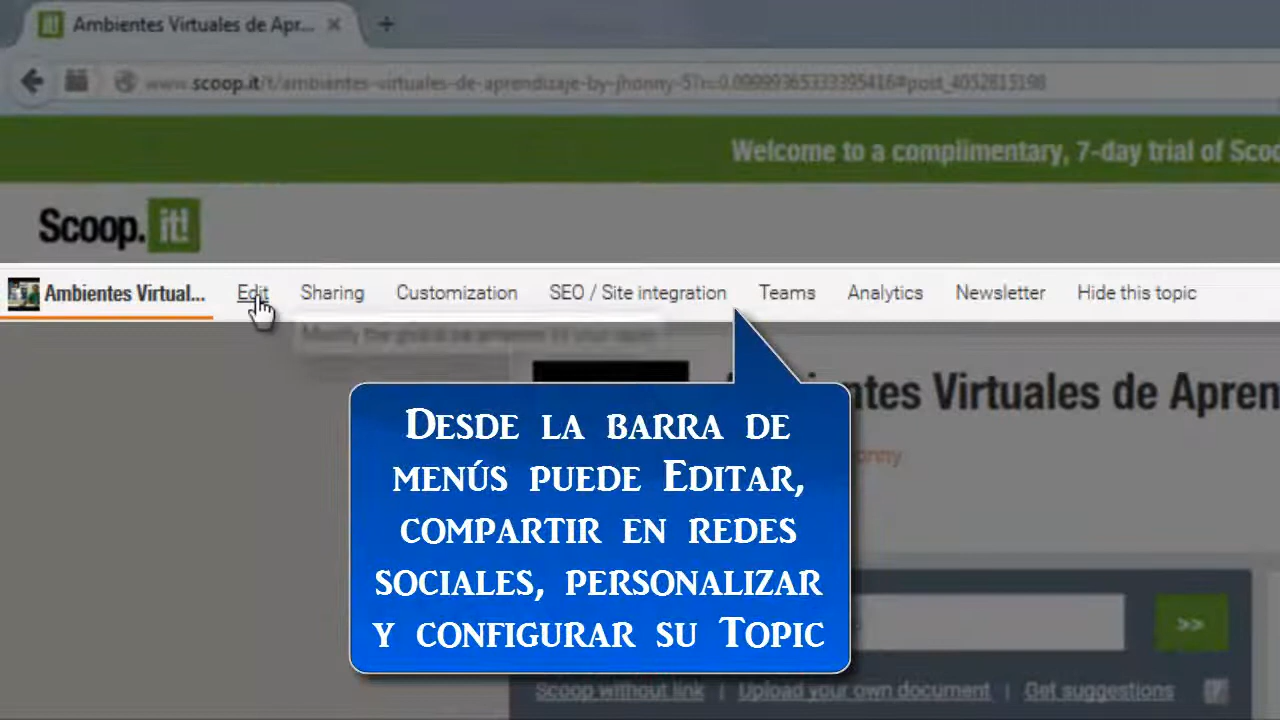 Ambientes Virtuales de Apr...
www.scoop.it/t/ambientes-virtuales-de-aprendizaje-by-jhonny-5?r=0.09999365333395416#post_4052815198
Welcome to a complimentary, 7-day trial of Scoo
Scoop.it!
Ambientes Virtual... Edit Sharing Customization SEO / Site integration Teams Analytics Newsletter Hide this topic
ntes Virtuales de Apren
DESDE LA BARRA DE
MENÚS PUEDE EDITAR,
COMPARTIR EN REDES
SOCIALES, PERSONALIZAR
Y CONFIGURAR SU TOPIC
>>
Scoop without link | Upload your own document | Get suggestions